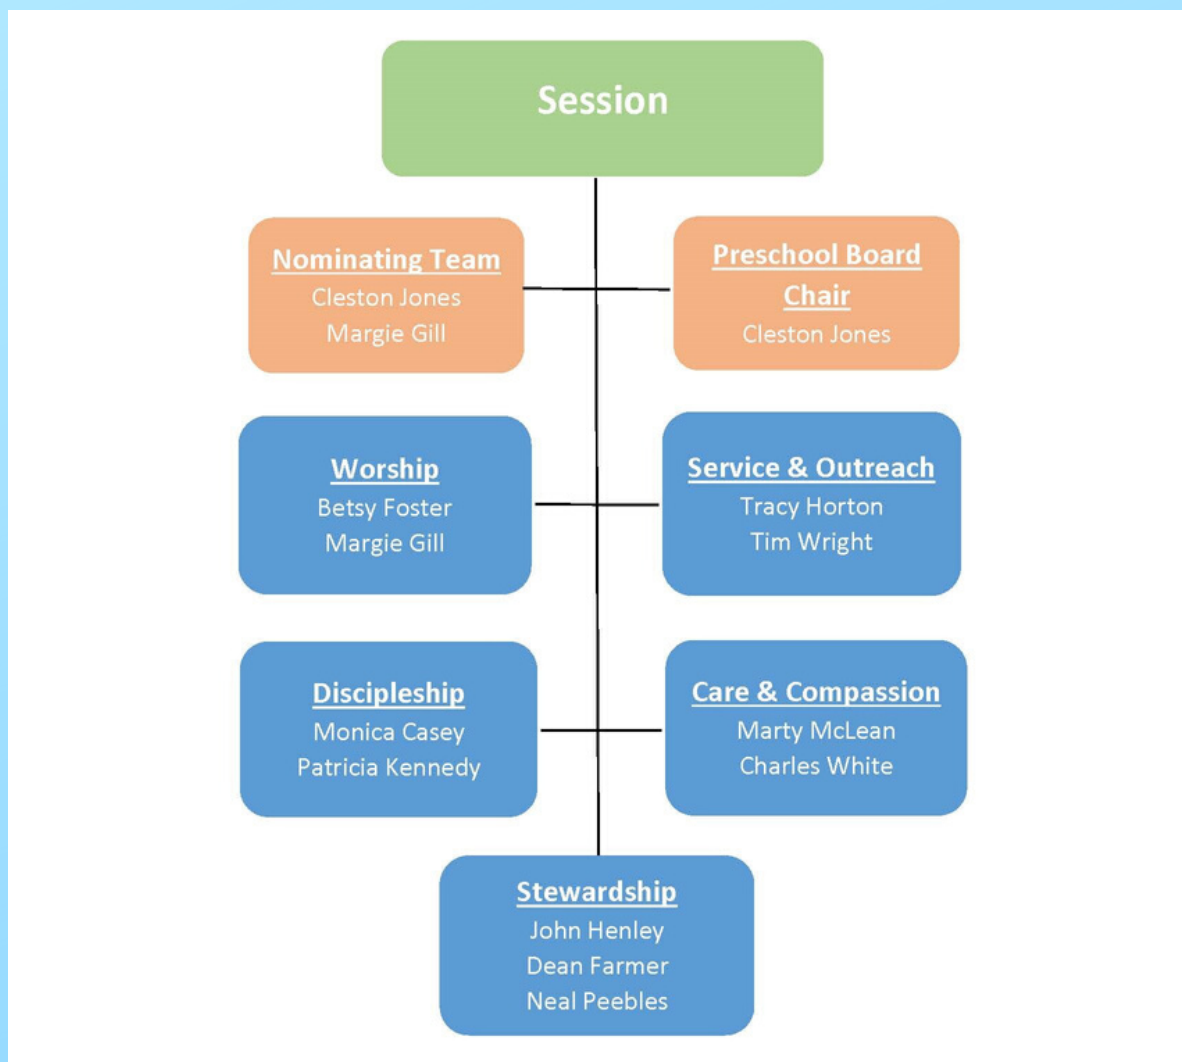 Session
Nominating Team
Cleston Jones
Margie Gill
Preschool Board
Chair
Cleston Jones
Worship
Betsy Foster
Margie Gill
Service & Outreach
Tracy Horton
Tim Wright
Discipleship
Monica Casey
Patricia Kennedy
Care & Compassion
Marty McLean
Charles White
Stewardship
John Henley
Dean Farmer
Neal Peebles